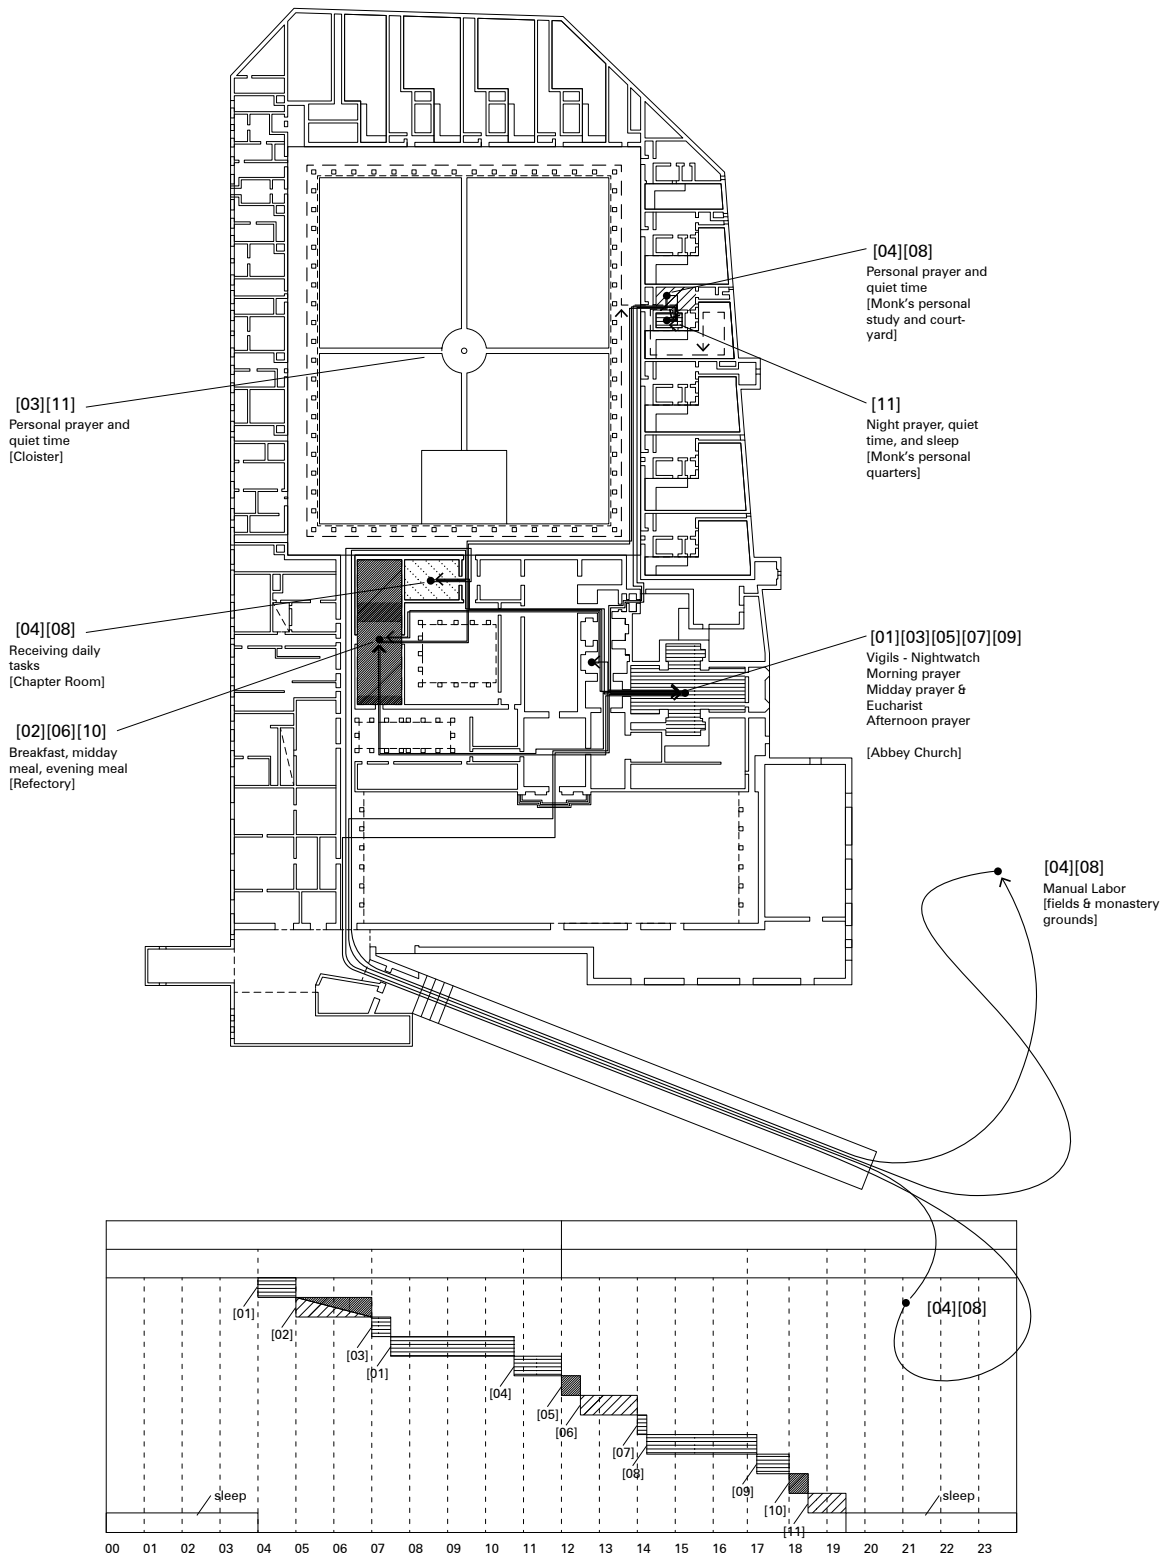 [04][08]
Personal prayer and
quiet time
[Monk's personal
study and court-
yard]
[03][11]
Personal prayer and
quiet time
[Cloister]
[11]
Night prayer, quiet
time, and sleep
[Monk's personal
quarters]
[04][08]
Receiving daily
tasks
[Chapter Room]
[01][03][05][07][09]
Vigils - Nightwatch
Morning prayer
Midday prayer &
Eucharist
Afternoon prayer
[Abbey Church]
[02][06][10]
Breakfast, midday
meal, evening meal
[Refectory]
[04][08]
Manual Labor
[fields & monastery
grounds]
[04][08]
[01]
[02]
[03]
[01]
[04]
[05]
[06]
[07]
[08]
[09]
[10]
[11]
sleep
sleep
00 01 02 03 04 05 06 07 08 09 10 11 12 13 14 15 16 17 18 19 20 21 22 23